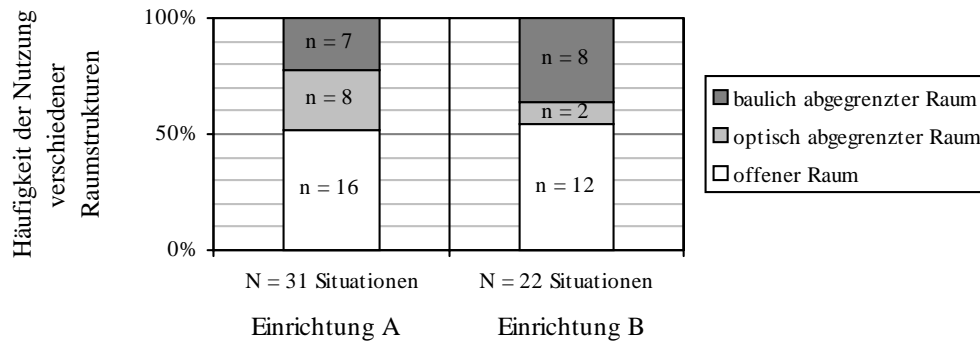 Häufigkeit der Nutzung
verschiedener
Raumstrukturen
100%
50%
0%
n = 7
n = 8
n = 16
n = 8
n = 2
n = 12
N = 31 Situationen
N = 22 Situationen
Einrichtung A
Einrichtung B
baulich abgegrenzter Raum
optisch abgegrenzter Raum
offener Raum